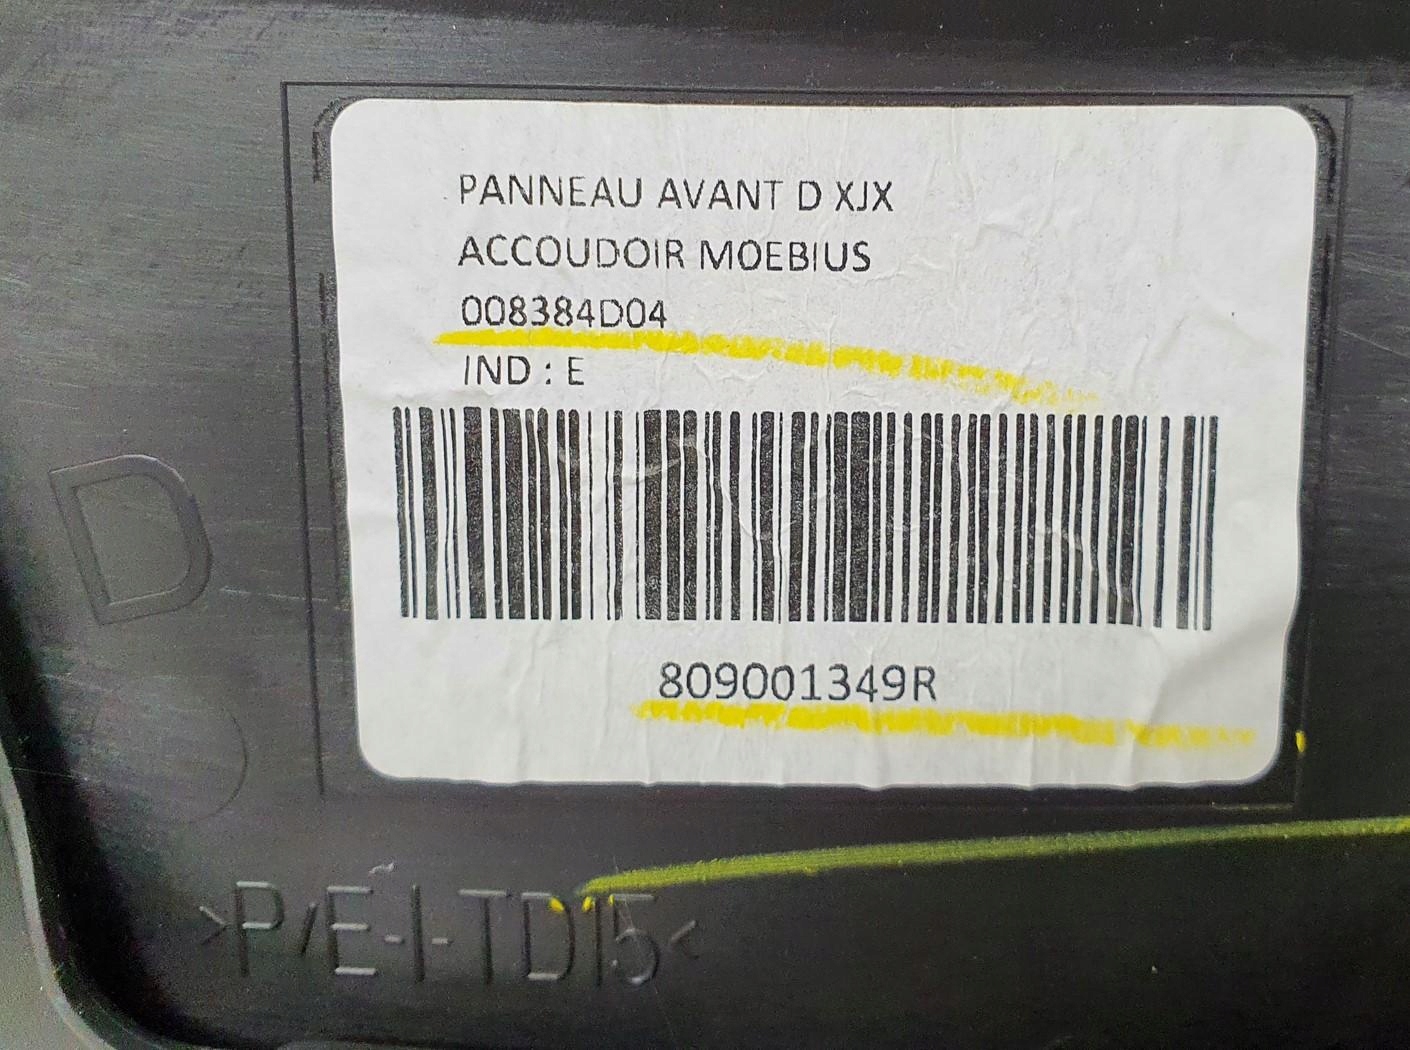 PANNEAU AVANT D XJX
ACCOUDOIR MOEBIUS
008384D04
IND : E
809001349R
D
>P/E-I-TD15<